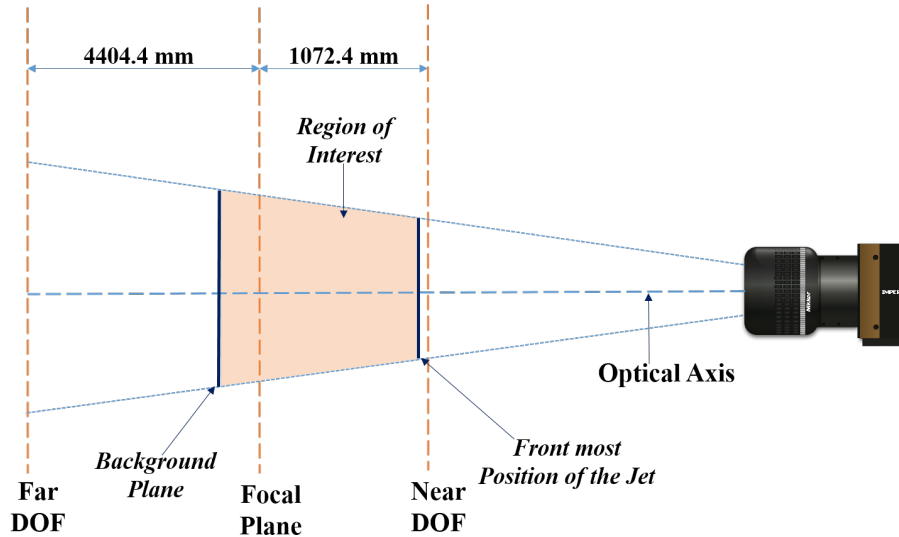 4404.4 mm
1072.4 mm
Region of
Interest
IMPER
Optical Axis
Background
Plane
Front most
Position of the Jet
Far
DOF
Focal
Plane
Near
DOF